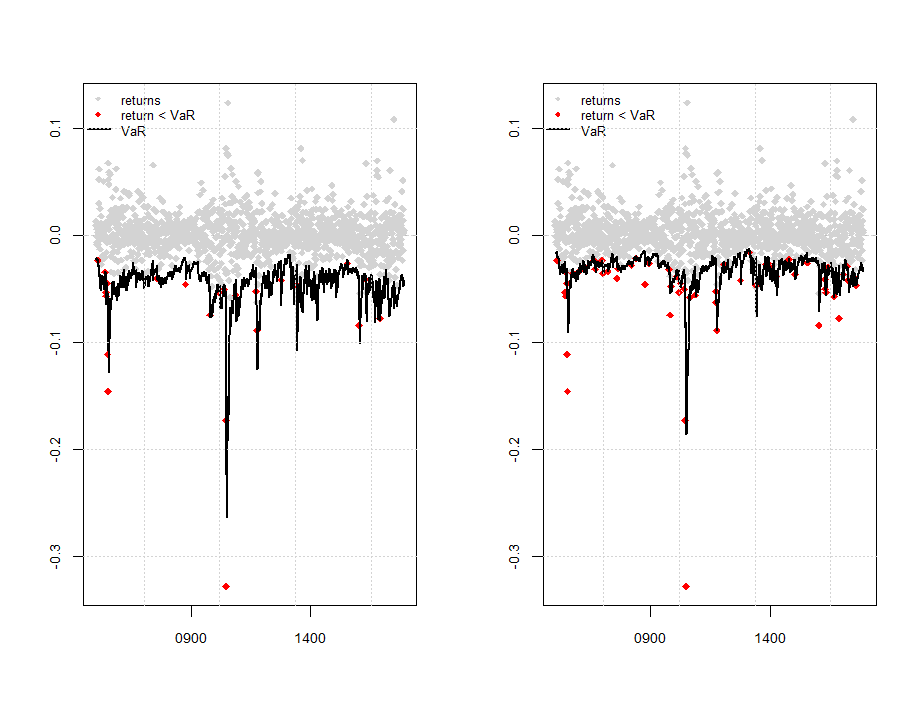 0.1
0.0
-0.1
-0.2
-0.3
returns
return < VaR
VaR
0900
1400
0.1
0.0
-0.1
-0.2
-0.3
returns
return < VaR
VaR
0900
1400